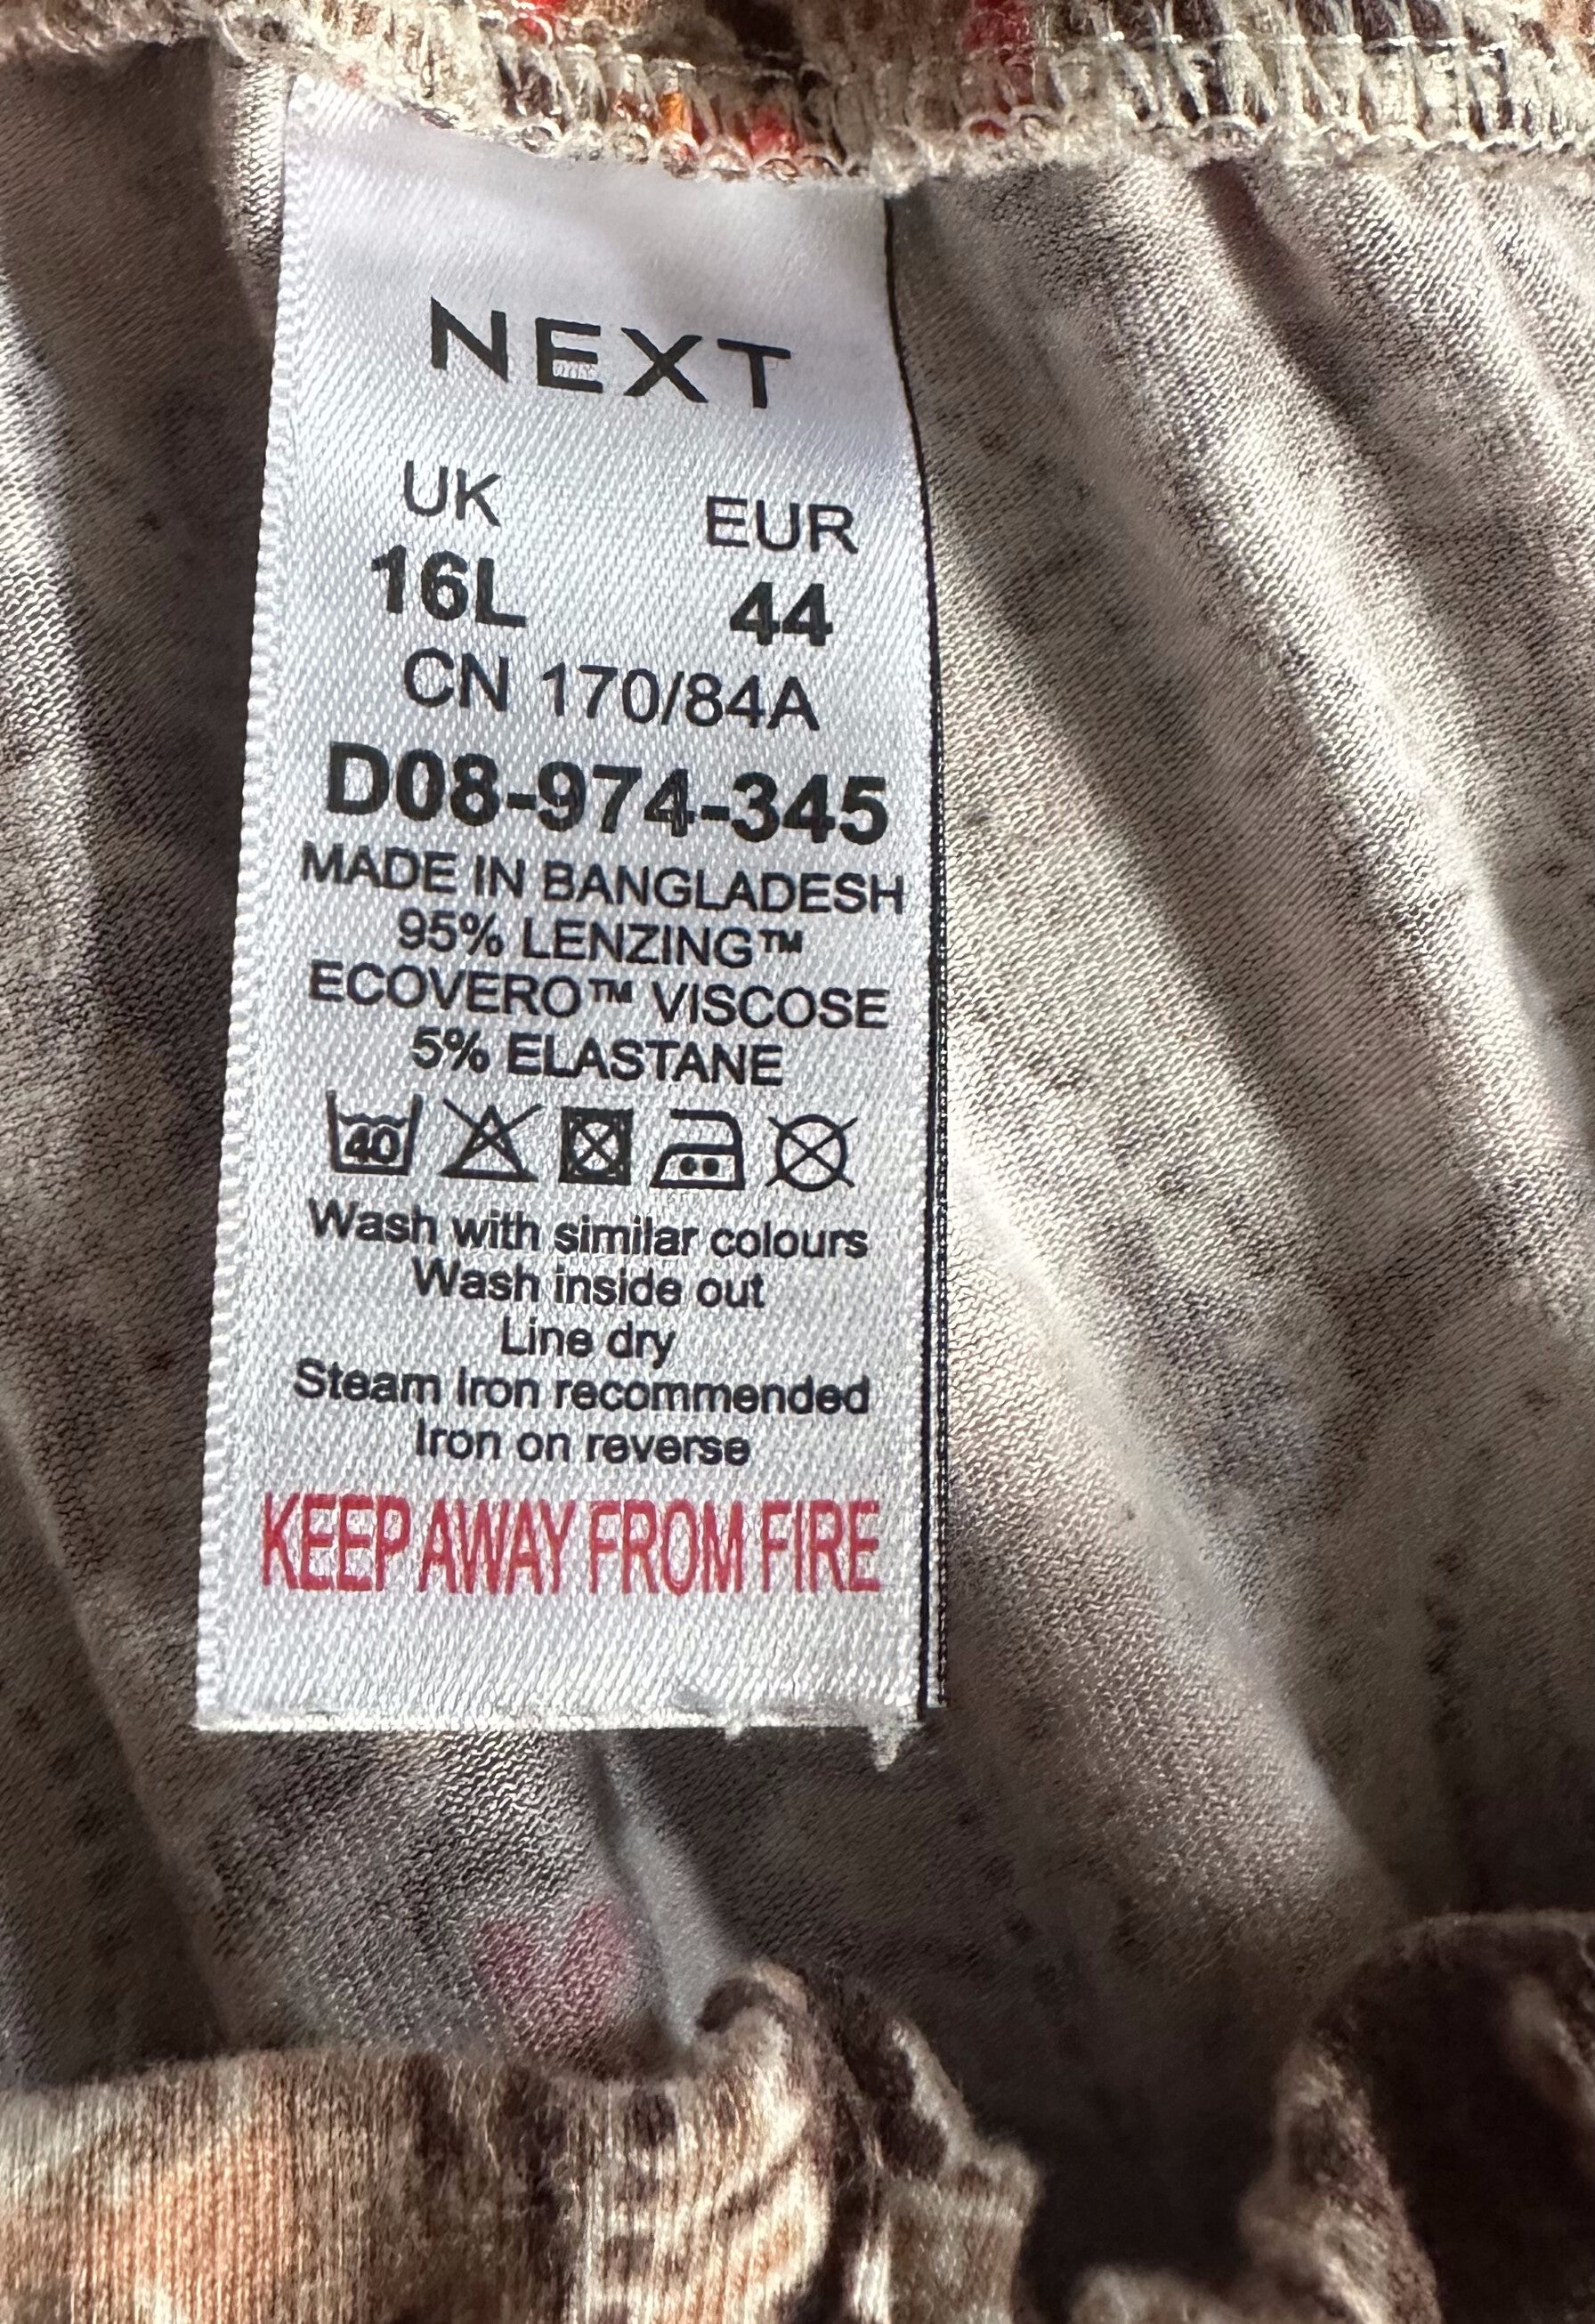 NEXT
UK EUR
16L 44
CN 170/84A
D08-974-345
MADE IN BANGLADESH
95% LENZING™
ECOVERO™ VISCOSE
5% ELASTANE
40
Wash with similar colours
Wash inside out
Line dry
Steam Iron recommended
Iron on reverse
KEEP AWAY FROM FIRE